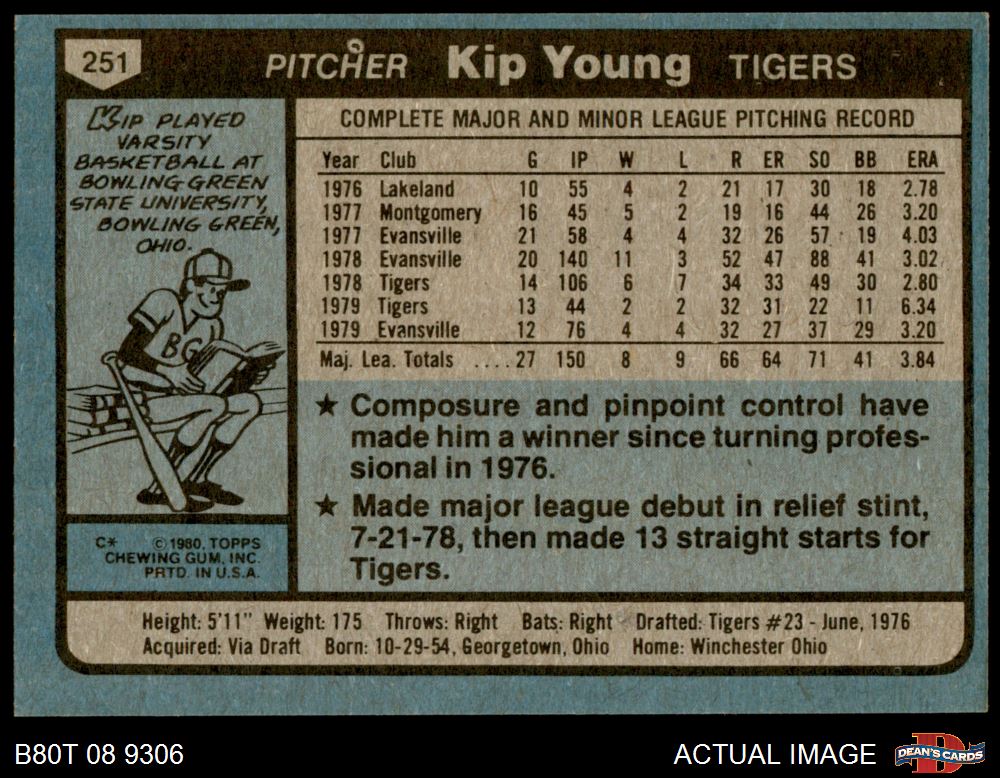 251 PITCHER Kip Young TIGERS
KIP PLAYED
VARSITY
BASKETBALL AT
BOWLING GREEN
STATE UNIVERSITY,
BOWLING GREEN,
OHIO.
BG
C* © 1980, TOPPS
CHEWING GUM, INC.
PRTD. IN U.S.A.
COMPLETE MAJOR AND MINOR LEAGUE PITCHING RECORD
Year Club G IP W L R ER SO BB ERA
1976 Lakeland 10 55 4 2 21 17 30 18 2.78
1977 Montgomery 16 45 5 2 19 16 44 26 3.20
1977 Evansville 21 58 4 4 32 26 57 19 4.03
1978 Evansville 20 140 11 3 52 47 88 41 3.02
1978 Tigers 14 106 6 7 34 33 49 30 2.80
1979 Tigers 13 44 2 2 32 31 22 11 6.34
1979 Evansville 12 76 4 4 32 27 37 29 3.20
Maj. Lea. Totals ....27 150 8 9 66 64 71 41 3.84
★ Composure and pinpoint control have
made him a winner since turning profes-
sional in 1976.
★ Made major league debut in relief stint,
7-21-78, then made 13 straight starts for
Tigers.
Height: 5'11" Weight: 175 Throws: Right Bats: Right Drafted: Tigers #23 - June, 1976
Acquired: Via Draft Born: 10-29-54, Georgetown, Ohio Home: Winchester Ohio
B80T 08 9306 ACTUAL IMAGE DEAN'S CARDS